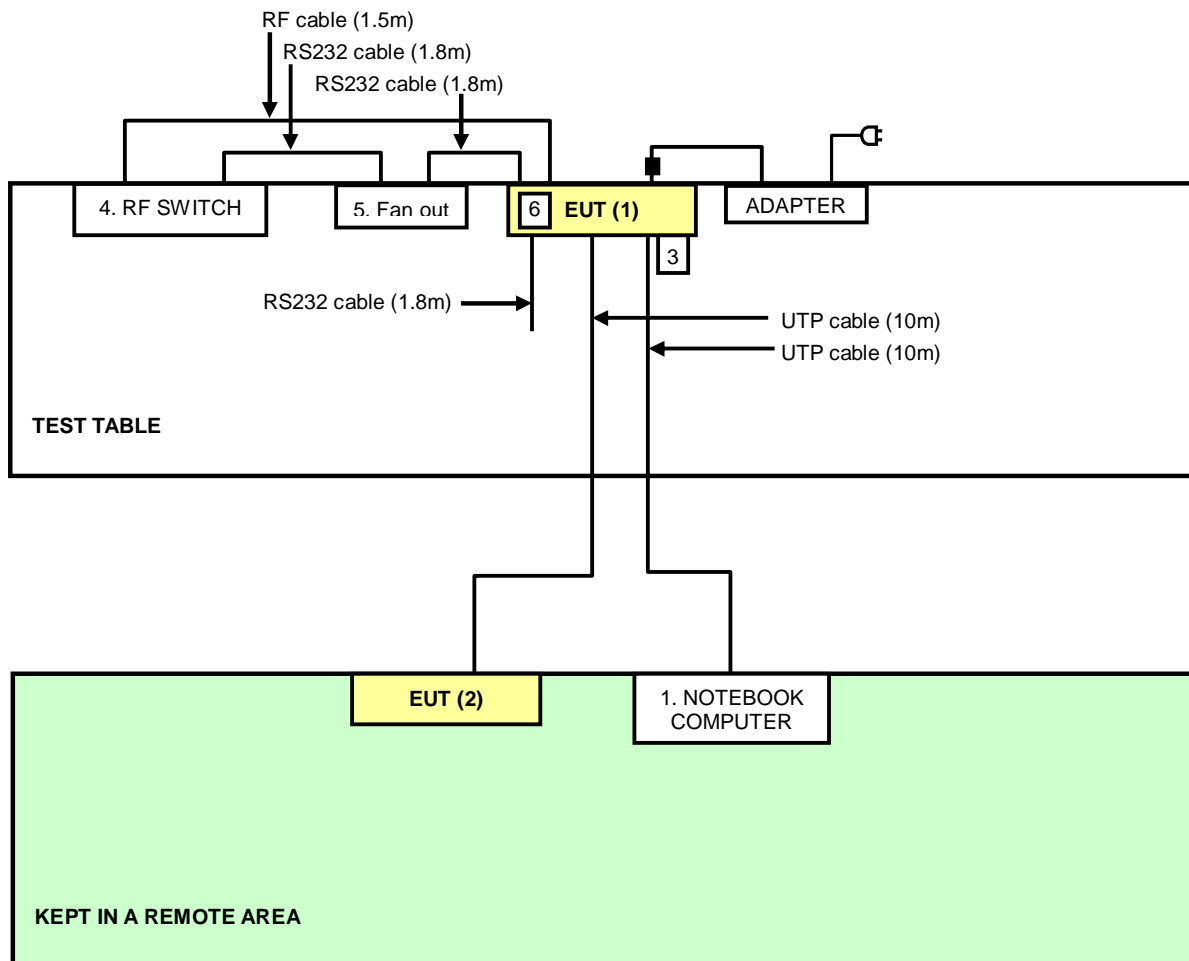 RF cable (1.5m)
RS232 cable (1.8m)
RS232 cable (1.8m)
4. RF SWITCH
5. Fan out
6
EUT (1)
ADAPTER
3
RS232 cable (1.8m)
UTP cable (10m)
UTP cable (10m)
TEST TABLE
EUT (2)
1. NOTEBOOK
COMPUTER
KEPT IN A REMOTE AREA